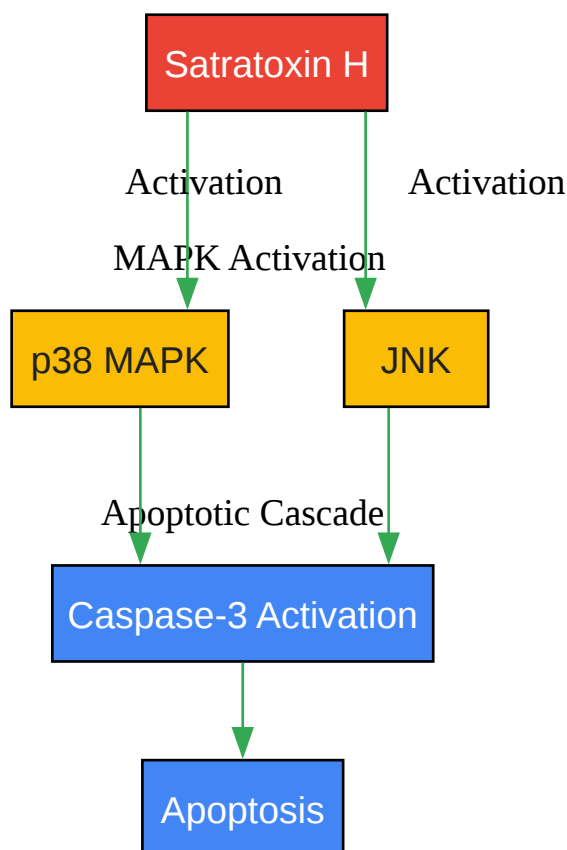 Satratoxin H
Activation
Activation
MAPK Activation
p38 MAPK
JNK
Apoptotic Cascade
Caspase-3 Activation
Apoptosis